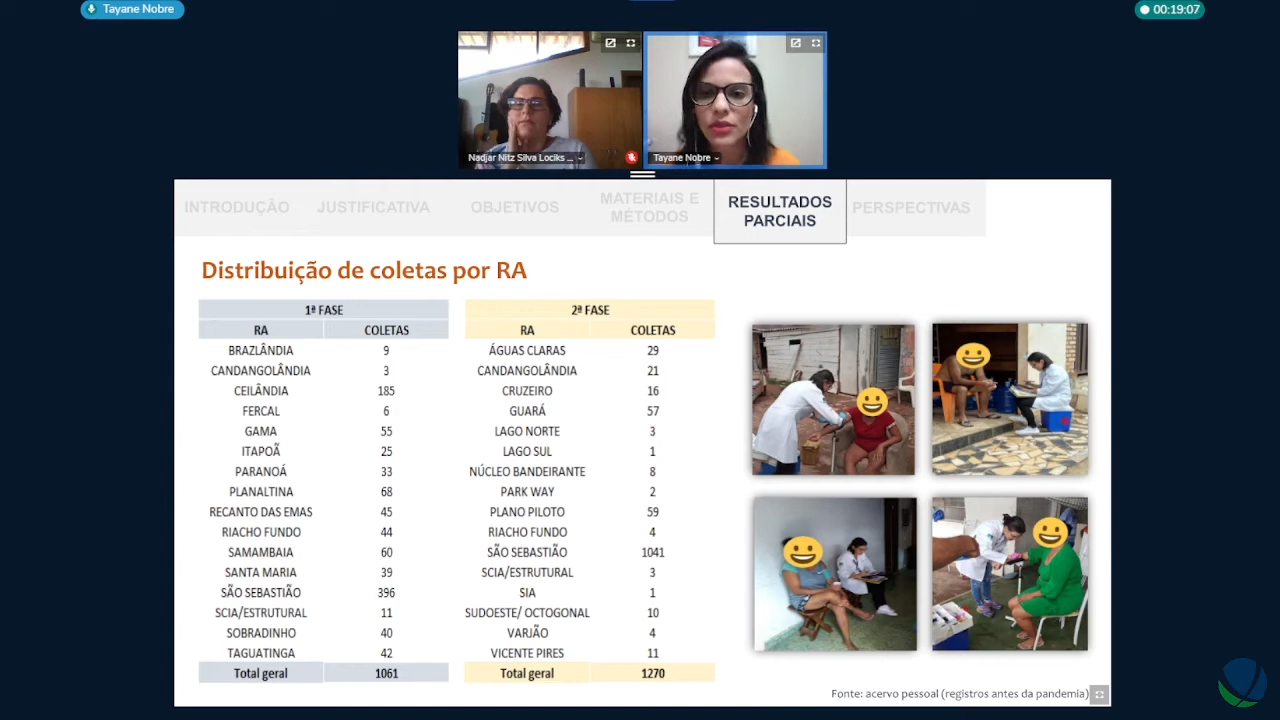 Tayane Nobre
00:19:07
Nadjar Nitz Silva Lociks ...
Tayane Nobre
INTRODUÇÃO JUSTIFICATIVA OBJETIVOS MATERIAIS E MÉTODOS RESULTADOS PARCIAIS PERSPECTIVAS
Distribuição de coletas por RA
1ª FASE
RA COLETAS
BRAZLÂNDIA 9
CANDANGOLÂNDIA 3
CEILÂNDIA 185
FERCAL 6
GAMA 55
ITAPOÃ 25
PARANOÁ 33
PLANALTINA 68
RECANTO DAS EMAS 45
RIACHO FUNDO 44
SAMAMBAIA 60
SANTA MARIA 39
SÃO SEBASTIÃO 396
SCIA/ESTRUTURAL 11
SOBRADINHO 40
TAGUATINGA 42
Total geral 1061
2ª FASE
RA COLETAS
ÁGUAS CLARAS 29
CANDANGOLÂNDIA 21
CRUZEIRO 16
GUARÁ 57
LAGO NORTE 3
LAGO SUL 1
NÚCLEO BANDEIRANTE 8
PARK WAY 2
PLANO PILOTO 59
RIACHO FUNDO 4
SÃO SEBASTIÃO 1041
SCIA/ESTRUTURAL 3
SIA 1
SUDOESTE/ OCTOGONAL 10
VARJÃO 4
VICENTE PIRES 11
Total geral 1270
Fonte: acervo pessoal (registros antes da pandemia)